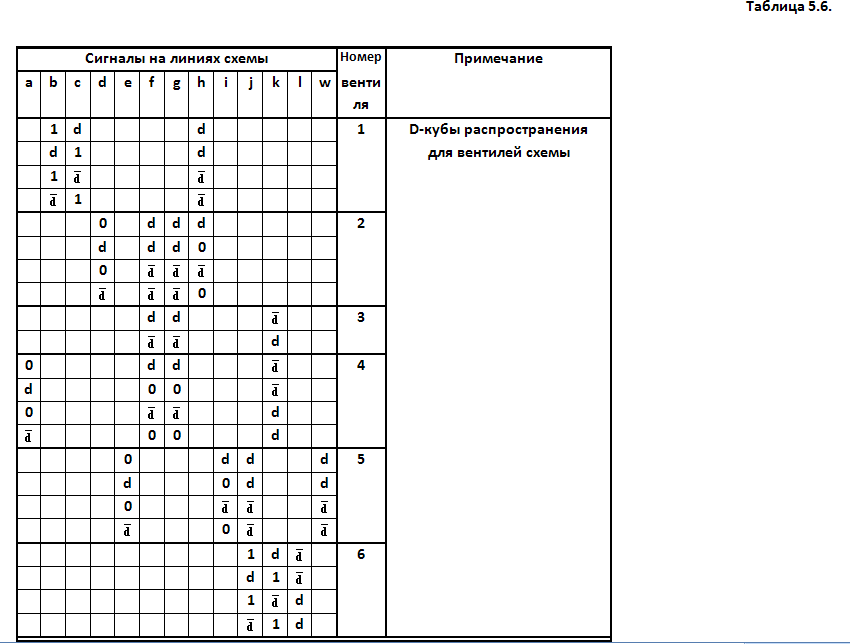 Таблица 5.6.
Сигналы на линиях схемы Номер Примечание
a b c d e f g h i j k l w венти
ля
1 d d 1 D-кубы распространения
d 1 d для вентилей схемы
1 d̅ d̅
d̅ 1 d̅
0 d d d 2
d d d 0
0 d̅ d̅ d̅
d̅ d̅ d̅ 0
d d d̅ 3
d̅ d̅ d
0 d d d̅ 4
d 0 0 d̅
0 d̅ d̅ d
d̅ 0 0 d
0 d d d 5
d 0 d d
0 d̅ d̅ d̅
d̅ 0 d̅ d̅
1 d d̅ 6
d 1 d̅
1 d̅ d
d̅ 1 d